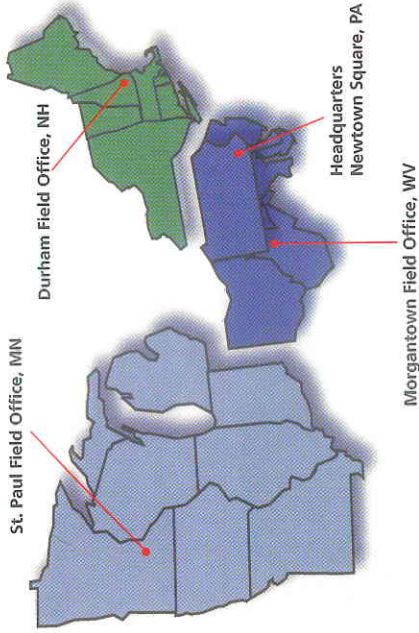 St. Paul Field Office, MN
Durham Field Office, NH
Headquarters
Newtown Square, PA
Morgantown Field Office, WV